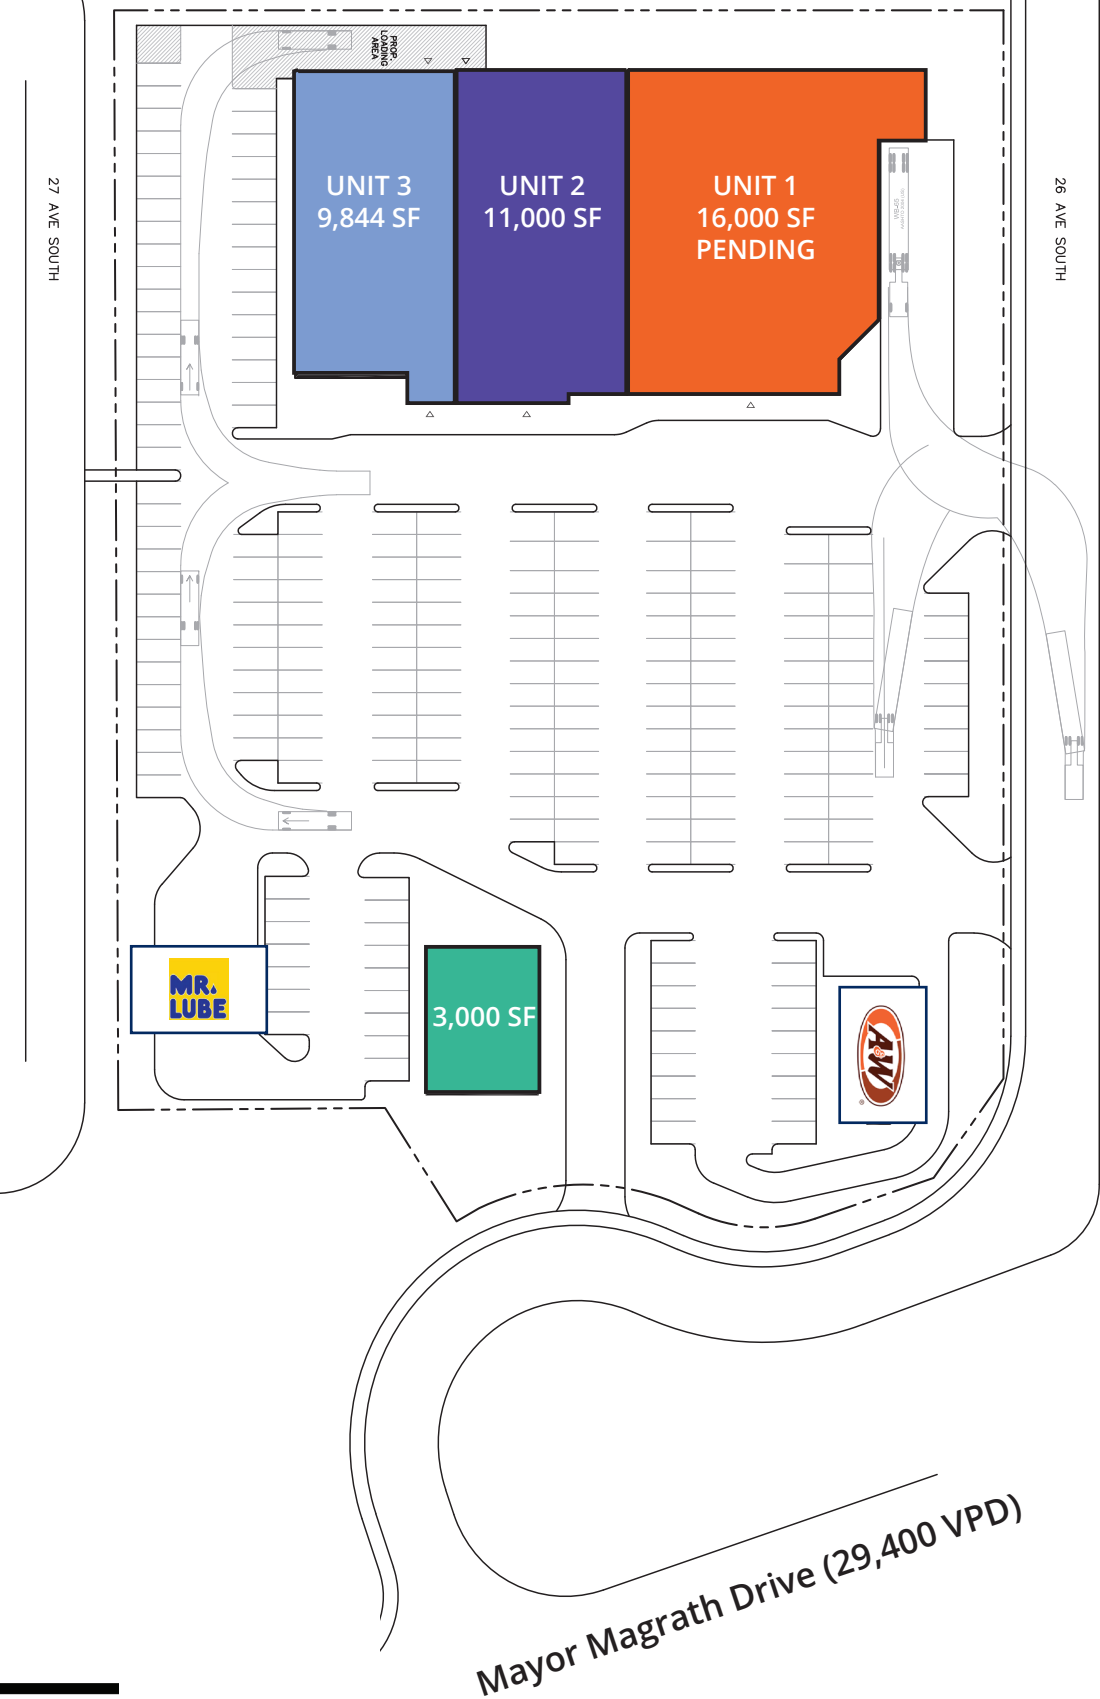 PROP.
LOADING
AREA
UNIT 3
9,844 SF
UNIT 2
11,000 SF
UNIT 1
16,000 SF
PENDING
27 AVE SOUTH
26 AVE SOUTH
MR.
LUBE
3,000 SF
A&W
®
Mayor Magrath Drive (29,400 VPD)